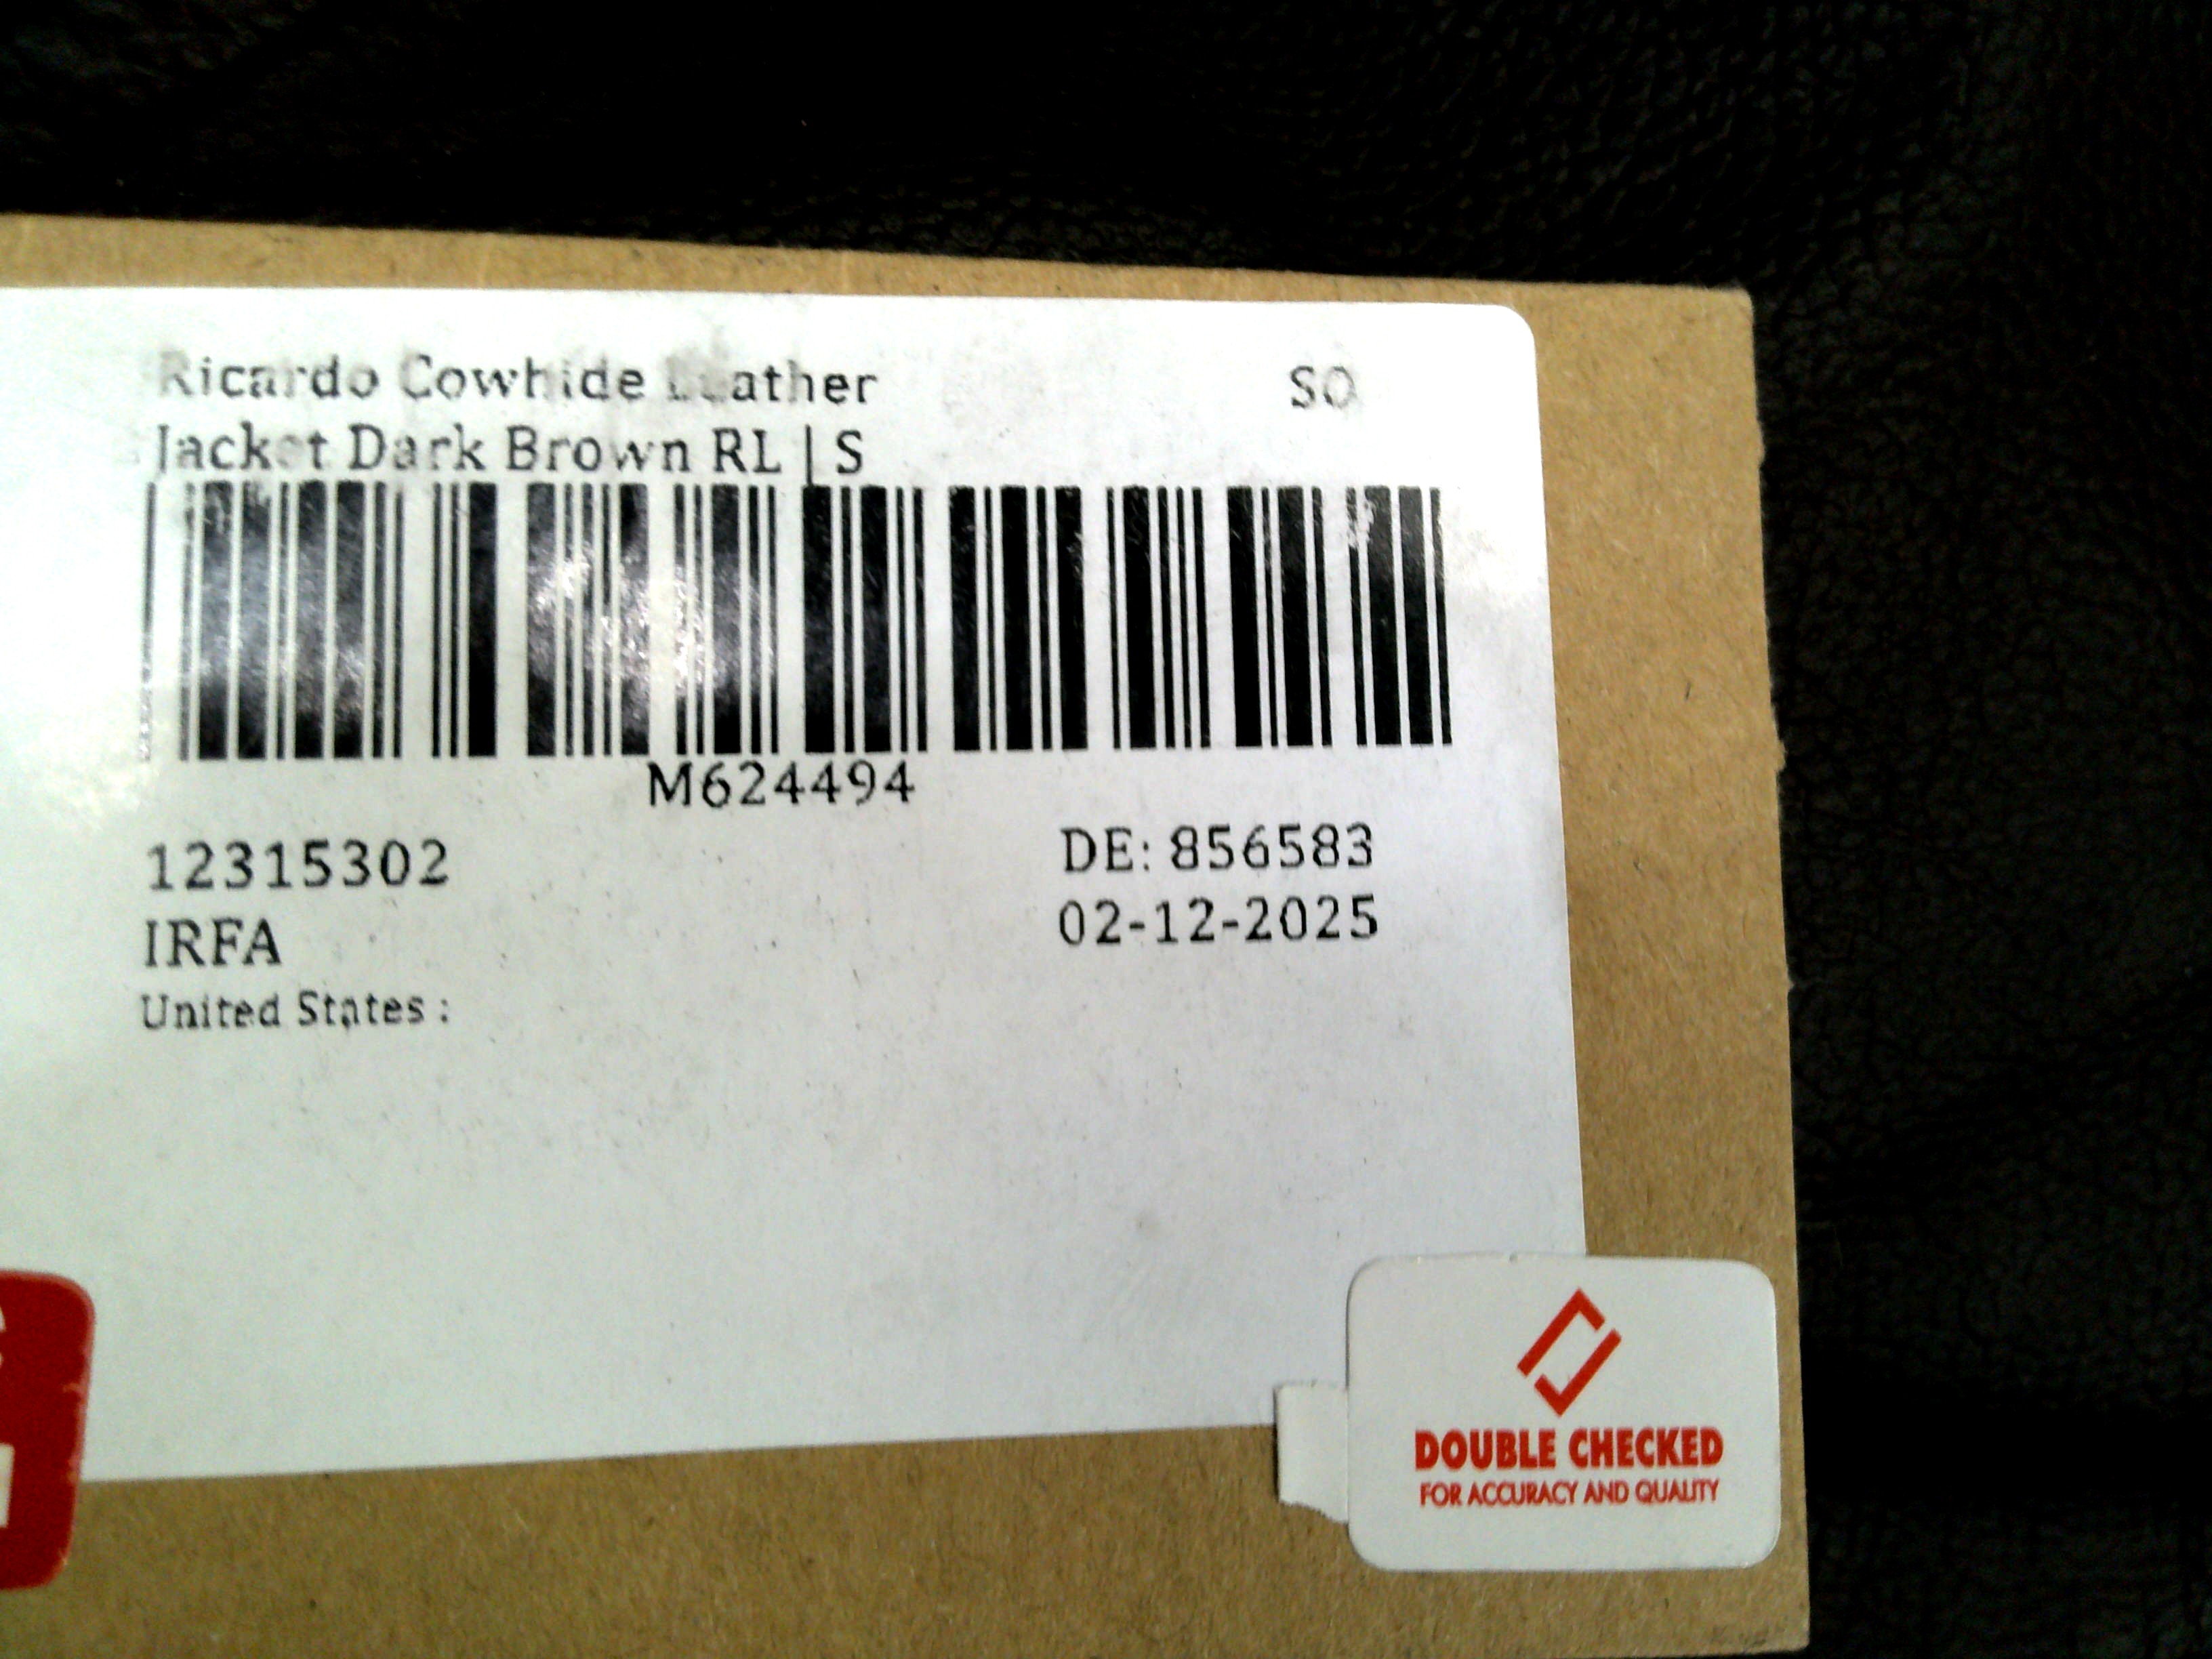 Ricardo Cowhide Leather
SO
Jacket Dark Brown RL | S
M624494
12315302
DE: 856583
IRFA
02-12-2025
United States :
DOUBLE CHECKED
FOR ACCURACY AND QUALITY